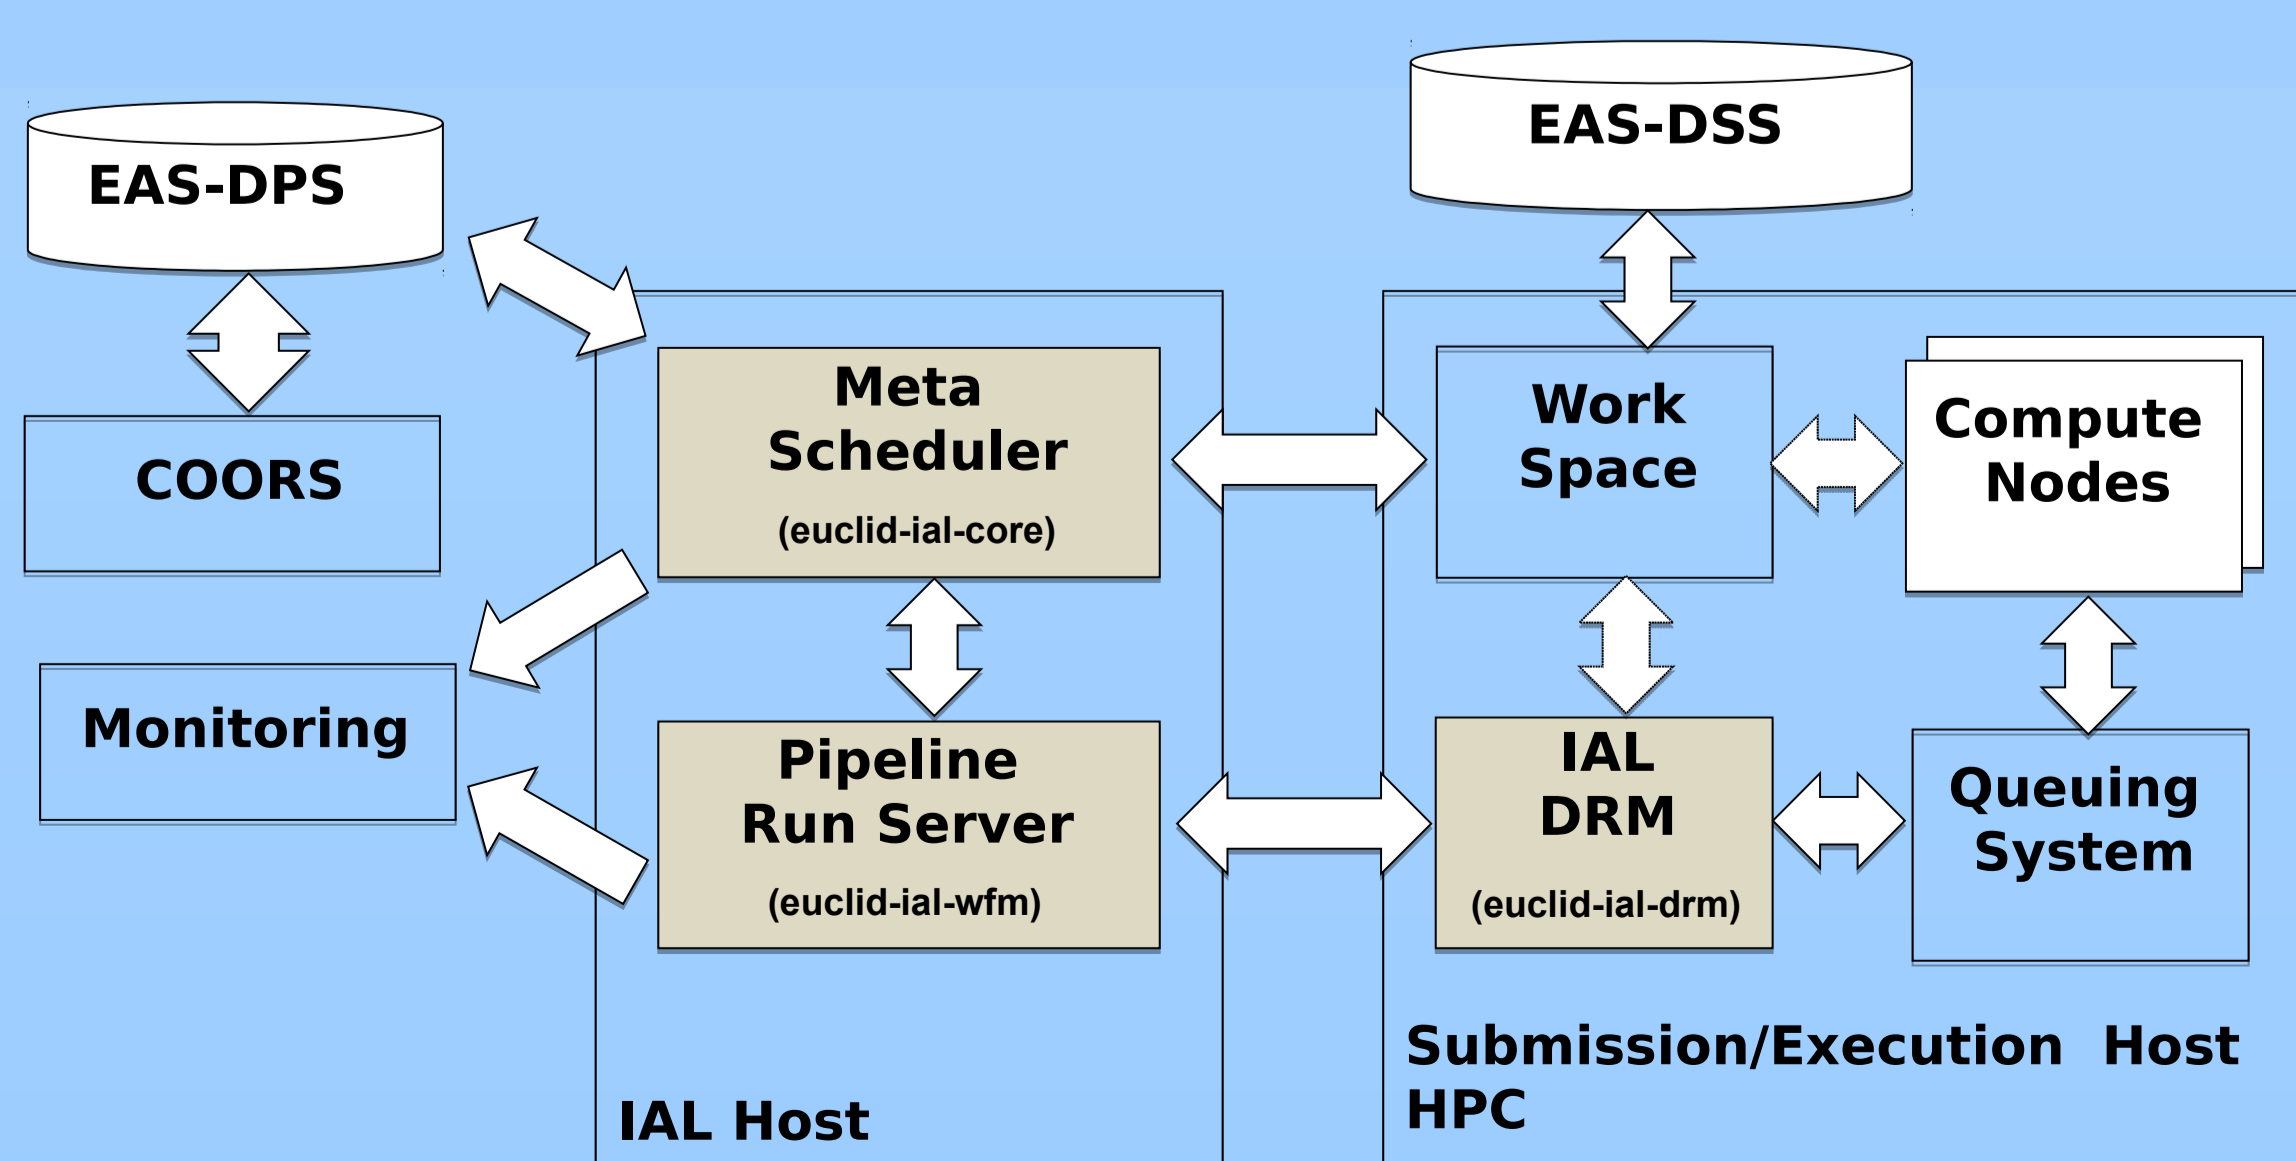 EAS-DPS
EAS-DSS
COORS
Monitoring
Meta
Scheduler
(euclid-ial-core)
Pipeline
Run Server
(euclid-ial-wfm)
IAL Host
Work
Space
Compute
Nodes
IAL
DRM
(euclid-ial-drm)
Queuing
System
Submission/Execution Host
HPC